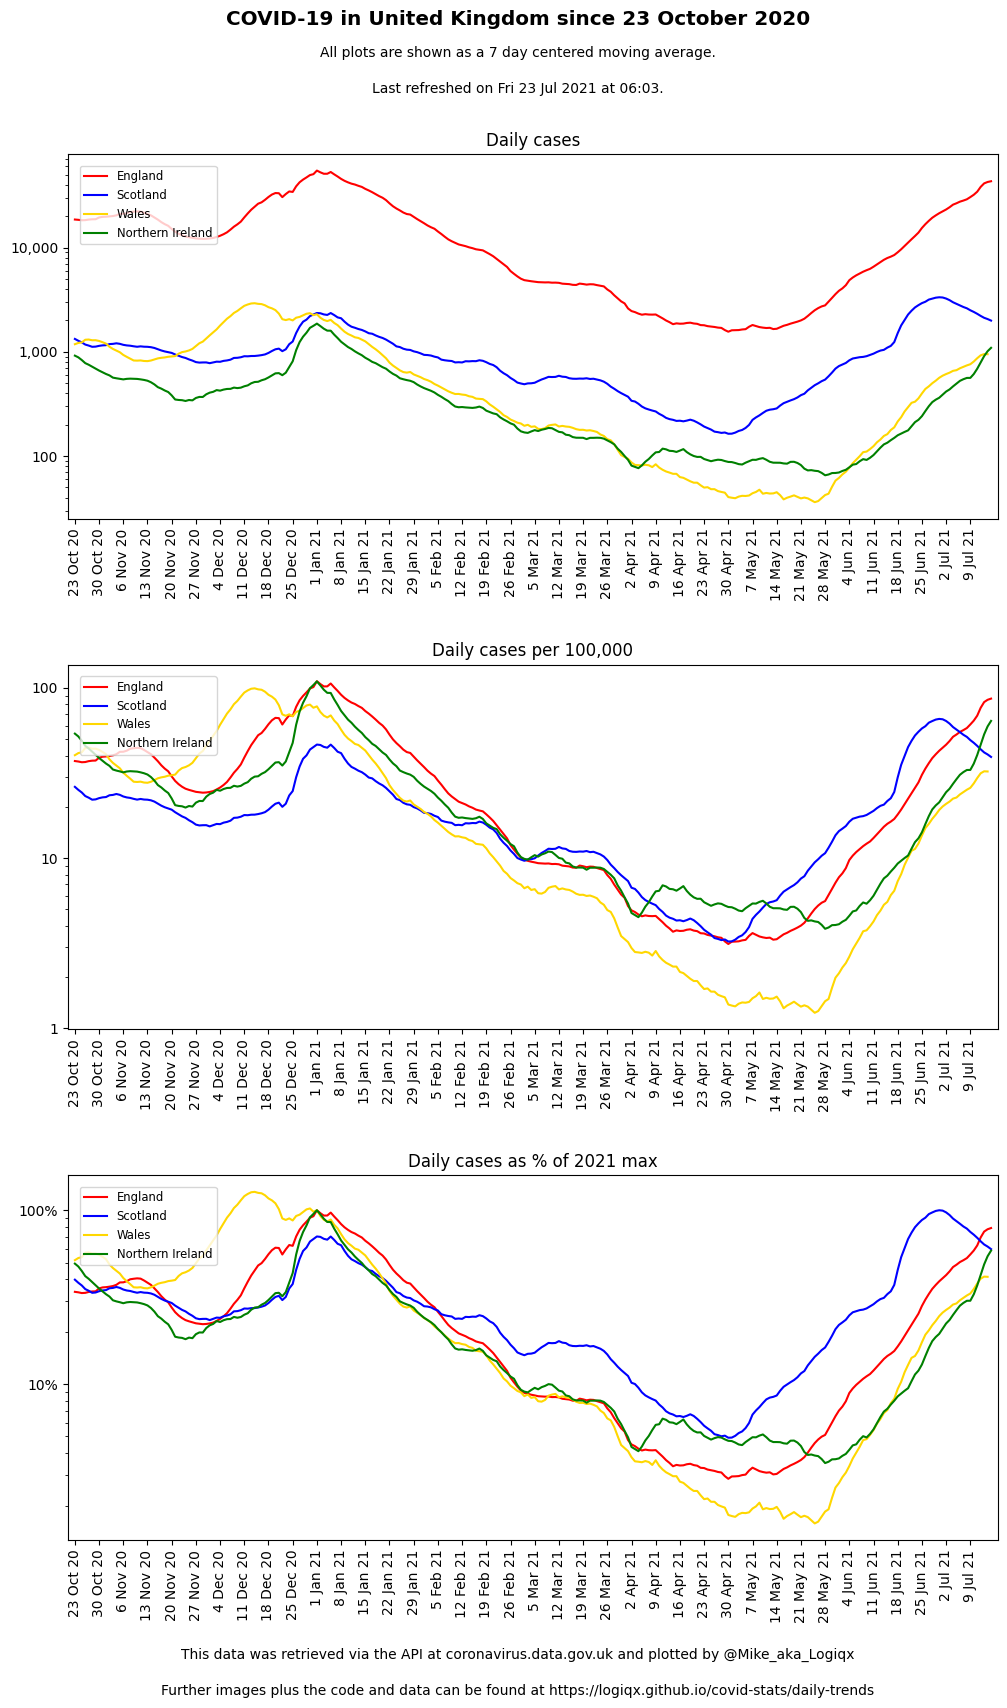 COVID-19 in United Kingdom since 23 October 2020
All plots are shown as a 7 day centered moving average.
Last refreshed on Fri 23 Jul 2021 at 06:03.
Daily cases
England
Scotland
Wales
Northern Ireland
10,000
1,000
100
23 Oct 20
30 Oct 20
6 Nov 20
13 Nov 20
20 Nov 20
27 Nov 20
4 Dec 20
11 Dec 20
18 Dec 20
25 Dec 20
1 Jan 21
8 Jan 21
15 Jan 21
22 Jan 21
29 Jan 21
5 Feb 21
12 Feb 21
19 Feb 21
26 Feb 21
5 Mar 21
12 Mar 21
19 Mar 21
26 Mar 21
2 Apr 21
9 Apr 21
16 Apr 21
23 Apr 21
30 Apr 21
7 May 21
14 May 21
21 May 21
28 May 21
4 Jun 21
11 Jun 21
18 Jun 21
25 Jun 21
2 Jul 21
9 Jul 21
Daily cases per 100,000
England
Scotland
Wales
Northern Ireland
100
10
1
23 Oct 20
30 Oct 20
6 Nov 20
13 Nov 20
20 Nov 20
27 Nov 20
4 Dec 20
11 Dec 20
18 Dec 20
25 Dec 20
1 Jan 21
8 Jan 21
15 Jan 21
22 Jan 21
29 Jan 21
5 Feb 21
12 Feb 21
19 Feb 21
26 Feb 21
5 Mar 21
12 Mar 21
19 Mar 21
26 Mar 21
2 Apr 21
9 Apr 21
16 Apr 21
23 Apr 21
30 Apr 21
7 May 21
14 May 21
21 May 21
28 May 21
4 Jun 21
11 Jun 21
18 Jun 21
25 Jun 21
2 Jul 21
9 Jul 21
Daily cases as % of 2021 max
England
Scotland
Wales
Northern Ireland
100%
10%
23 Oct 20
30 Oct 20
6 Nov 20
13 Nov 20
20 Nov 20
27 Nov 20
4 Dec 20
11 Dec 20
18 Dec 20
25 Dec 20
1 Jan 21
8 Jan 21
15 Jan 21
22 Jan 21
29 Jan 21
5 Feb 21
12 Feb 21
19 Feb 21
26 Feb 21
5 Mar 21
12 Mar 21
19 Mar 21
26 Mar 21
2 Apr 21
9 Apr 21
16 Apr 21
23 Apr 21
30 Apr 21
7 May 21
14 May 21
21 May 21
28 May 21
4 Jun 21
11 Jun 21
18 Jun 21
25 Jun 21
2 Jul 21
9 Jul 21
This data was retrieved via the API at coronavirus.data.gov.uk and plotted by @Mike_aka_Logiqx
Further images plus the code and data can be found at https://logiqx.github.io/covid-stats/daily-trends